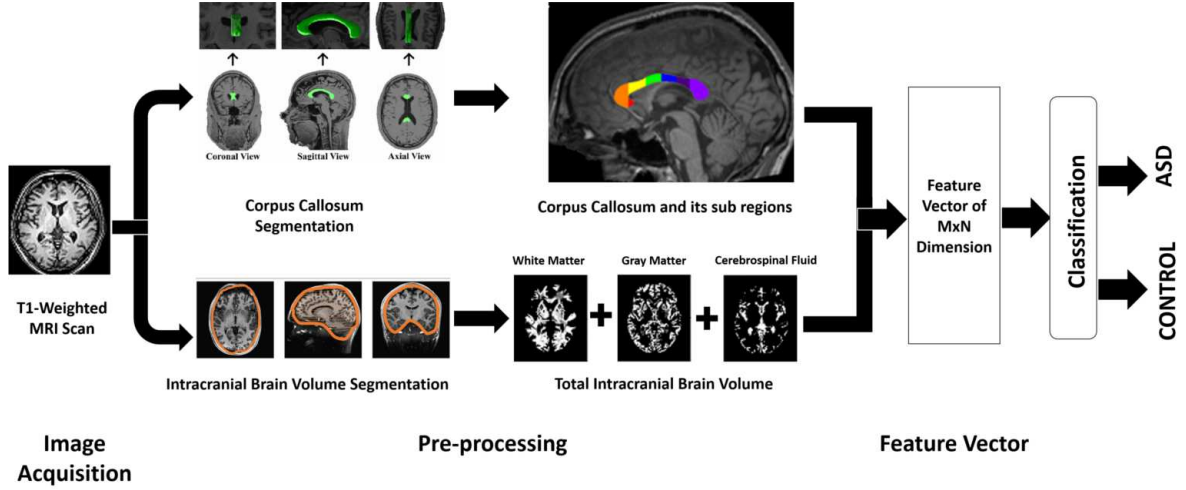 Coronal View
Sagittal View
Axial View
Corpus Callosum
Segmentation
Corpus Callosum and its sub regions
T1-Weighted
MRI Scan
Intracranial Brain Volume Segmentation
White Matter
Gray Matter
Cerebrospinal Fluid
Total Intracranial Brain Volume
Feature
Vector of
MxN
Dimension
Classification
ASD
CONTROL
Image
Acquisition
Pre-processing
Feature Vector